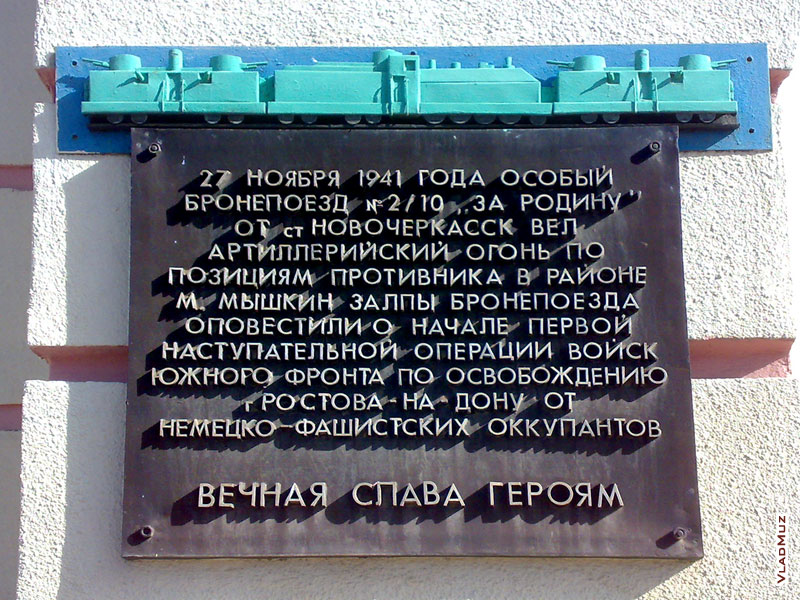 27 НОЯБРЯ 1941 ГОДА ОСОБЫЙ
БРОНЕПОЕЗД №2/10 „ЗА РОДИНУ"
ОТ ст НОВОЧЕРКАССК ВЕЛ
АРТИЛЛЕРИЙСКИЙ ОГОНЬ ПО
ПОЗИЦИЯМ ПРОТИВНИКА В РАЙОНЕ
М. МЫШКИН ЗАЛПЫ БРОНЕПОЕЗДА
ОПОВЕСТИЛИ О НАЧАЛЕ ПЕРВОЙ
НАСТУПАТЕЛЬНОЙ ОПЕРАЦИИ ВОЙСК
ЮЖНОГО ФРОНТА ПО ОСВОБОЖДЕНИЮ
г РОСТОВА-НА-ДОНУ ОТ
НЕМЕЦКО-ФАШИСТСКИХ ОККУПАНТОВ
ВЕЧНАЯ СЛАВА ГЕРОЯМ
VladMuz